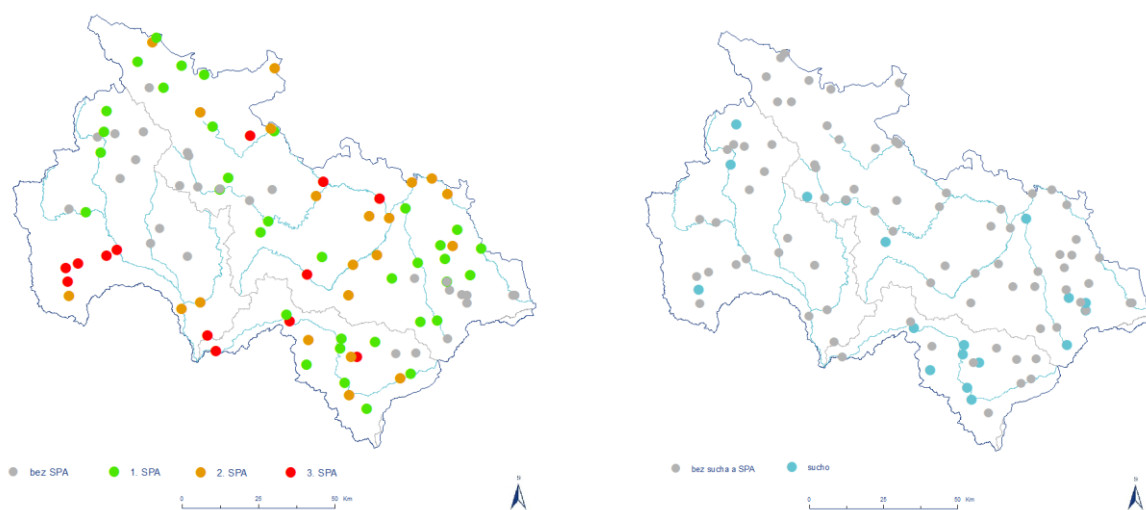 bez SPA 1. SPA 2. SPA 3. SPA
0 25 50 Km
N
bez sucha a SPA sucho
0 25 50 Km
N